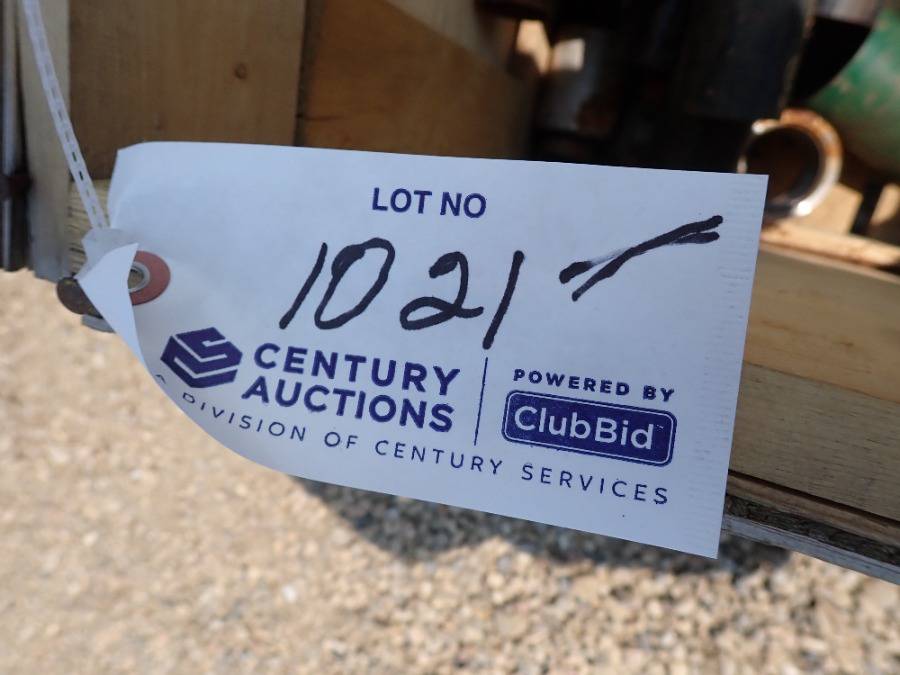 LOT NO
1021
CENTURY
AUCTIONS
DIVISION OF CENTURY SERVICES
POWERED BY
ClubBid